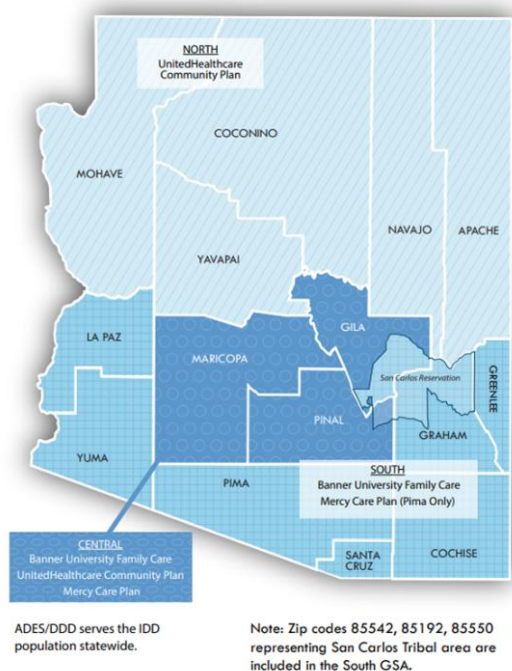 NORTH
UnitedHealthcare
Community Plan
COCONINO
MOHAVE
NAVAJO
APACHE
YAVAPAI
GILA
LA PAZ
MARICOPA
San Carlos Reservation
GREENLEE
PINAL
GRAHAM
YUMA
PIMA
SOUTH
Banner University Family Care
Mercy Care Plan (Pima Only)
CENTRAL
Banner University Family Care
UnitedHealthcare Community Plan
Mercy Care Plan
SANTA
CRUZ
COCHISE
ADES/DDD serves the IDD
population statewide.
Note: Zip codes 85542, 85192, 85550
representing San Carlos Tribal area are
included in the South GSA.